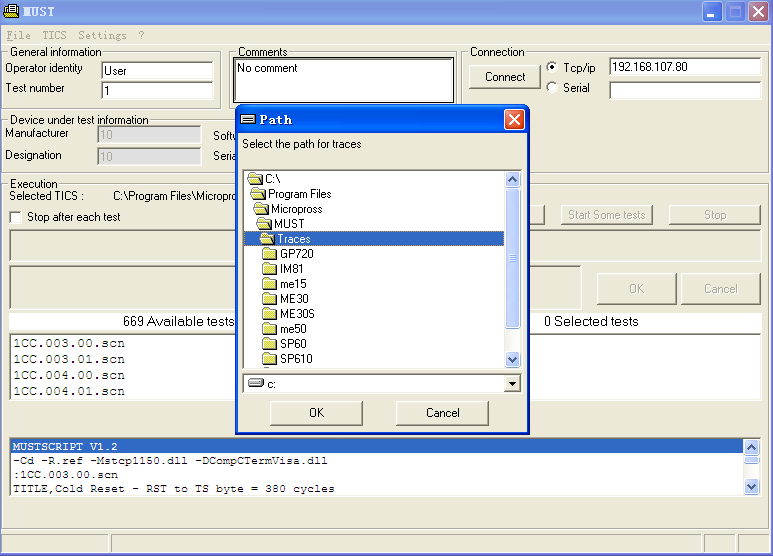 MUST
File TICS Settings ?
General information
Operator identity User
Test number 1
Comments
No comment
Connection
Connect
Tcp/ip 192.168.107.80
Serial
Device under test information
Manufacturer 10
Designation 10
Execution
Selected TICS : C:\Program Files\Micropro
Stop after each test
Start Some tests
Stop
OK
Cancel
669 Available tests
0 Selected tests
1CC.003.00.scn
1CC.003.01.scn
1CC.004.00.scn
1CC.004.01.scn
MUSTSCRIPT V1.2
-Cd -R.ref -Mstcp1150.dll -DCompCTermVisa.dll
:1CC.003.00.scn
TITLE,Cold Reset - RST to TS byte = 380 cycles
Path
Select the path for traces
C:\
Program Files
Micropross
MUST
Traces
GP720
IM81
me15
ME30
ME30S
me50
SP60
SP610
c:
OK
Cancel